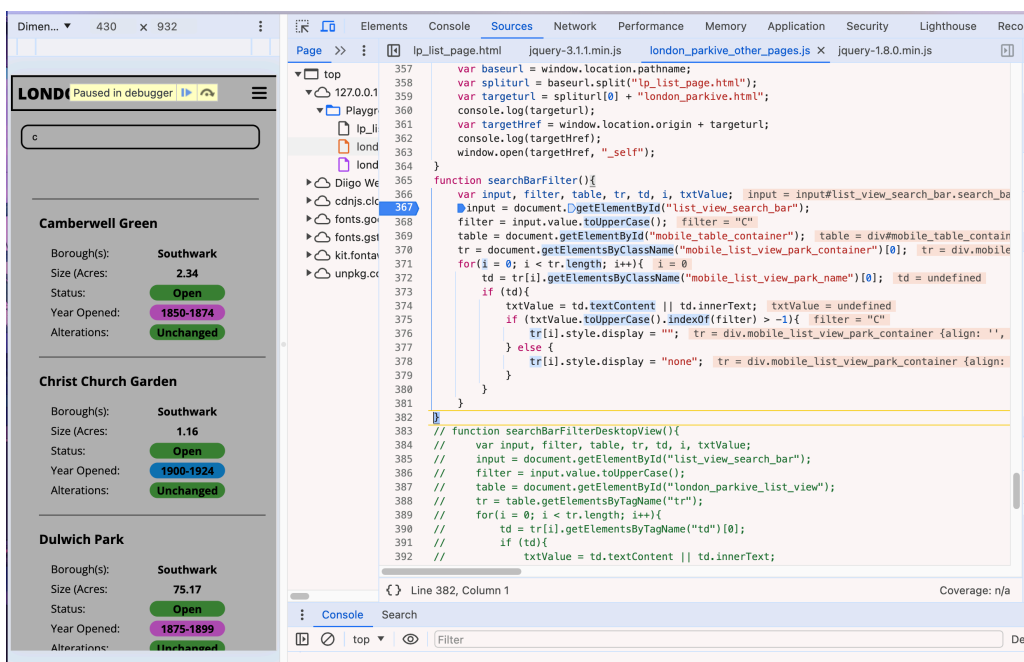 Dimen... ▼ 430 x 932
Elements Console Sources Network Performance Memory Application Security Lighthouse Reco
Page >> lp_list_page.html jquery-3.1.1.min.js london_parkive_other_pages.js × jquery-1.8.0.min.js
LONDO
Paused in debugger
c
Camberwell Green
Borough(s): Southwark
Size (Acres: 2.34
Status: Open
Year Opened: 1850-1874
Alterations: Unchanged
Christ Church Garden
Borough(s): Southwark
Size (Acres: 1.16
Status: Open
Year Opened: 1900-1924
Alterations: Unchanged
Dulwich Park
Borough(s): Southwark
Size (Acres: 75.17
Status: Open
Year Opened: 1875-1899
Alterations: Unchanged
top
127.0.0.1
Playgr
lp_li
lond
lond
Diigo We
cdnjs.clo
fonts.goo
fonts.gst
kit.fonta
unpkg.co
357 var baseurl = window.location.pathname;
358 var spliturl = baseurl.split("lp_list_page.html");
359 var targeturl = spliturl[0] + "london_parkive.html";
360 console.log(targeturl);
361 var targetHref = window.location.origin + targeturl;
362 console.log(targetHref);
363 window.open(targetHref, "_self");
364 }
365 function searchBarFilter(){
366 var input, filter, table, tr, td, i, txtValue; input = input#list_view_search_bar.search_ba
367 input = document.getElementById("list_view_search_bar");
368 filter = input.value.toUpperCase(); filter = "C"
369 table = document.getElementById("mobile_table_container"); table = div#mobile_table_contain
370 tr = document.getElementsByClassName("mobile_list_view_park_container")[0]; tr = div.mobile
371 for(i = 0; i < tr.length; i++){ i = 0
372 td = tr[i].getElementsByClassName("mobile_list_view_park_name")[0]; td = undefined
373 if (td){
374 txtValue = td.textContent || td.innerText; txtValue = undefined
375 if (txtValue.toUpperCase().indexOf(filter) > -1){ filter = "C"
376 tr[i].style.display = ""; tr = div.mobile_list_view_park_container {align: '',
377 } else {
378 tr[i].style.display = "none"; tr = div.mobile_list_view_park_container {align:
379 }
380 }
381 }
382 }
383 // function searchBarFilterDesktopView(){
384 // var input, filter, table, tr, td, i, txtValue;
385 // input = document.getElementById("list_view_search_bar");
386 // filter = input.value.toUpperCase();
387 // table = document.getElementById("london_parkive_list_view");
388 // tr = table.getElementsByTagName("tr");
389 // for(i = 0; i < tr.length; i++){
390 // td = tr[i].getElementsByTagName("td")[0];
391 // if (td){
392 // txtValue = td.textContent || td.innerText;
{} Line 382, Column 1 Coverage: n/a
Console Search
top ▼ Filter De